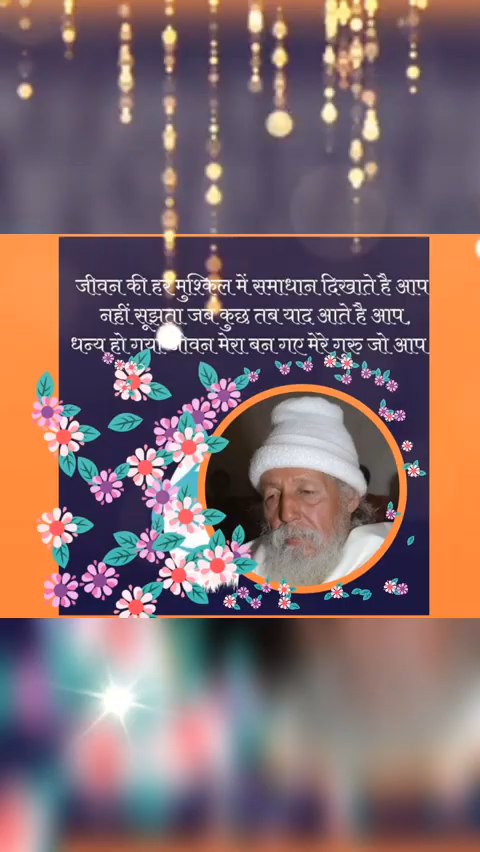 जीवन की हर मुश्किल में समाधान दिखाते है आप
नहीं सूझता जब कुछ तब याद आते है आप,
धन्य हो गया जीवन मेरा बन गए मेरे गुरू जो आप